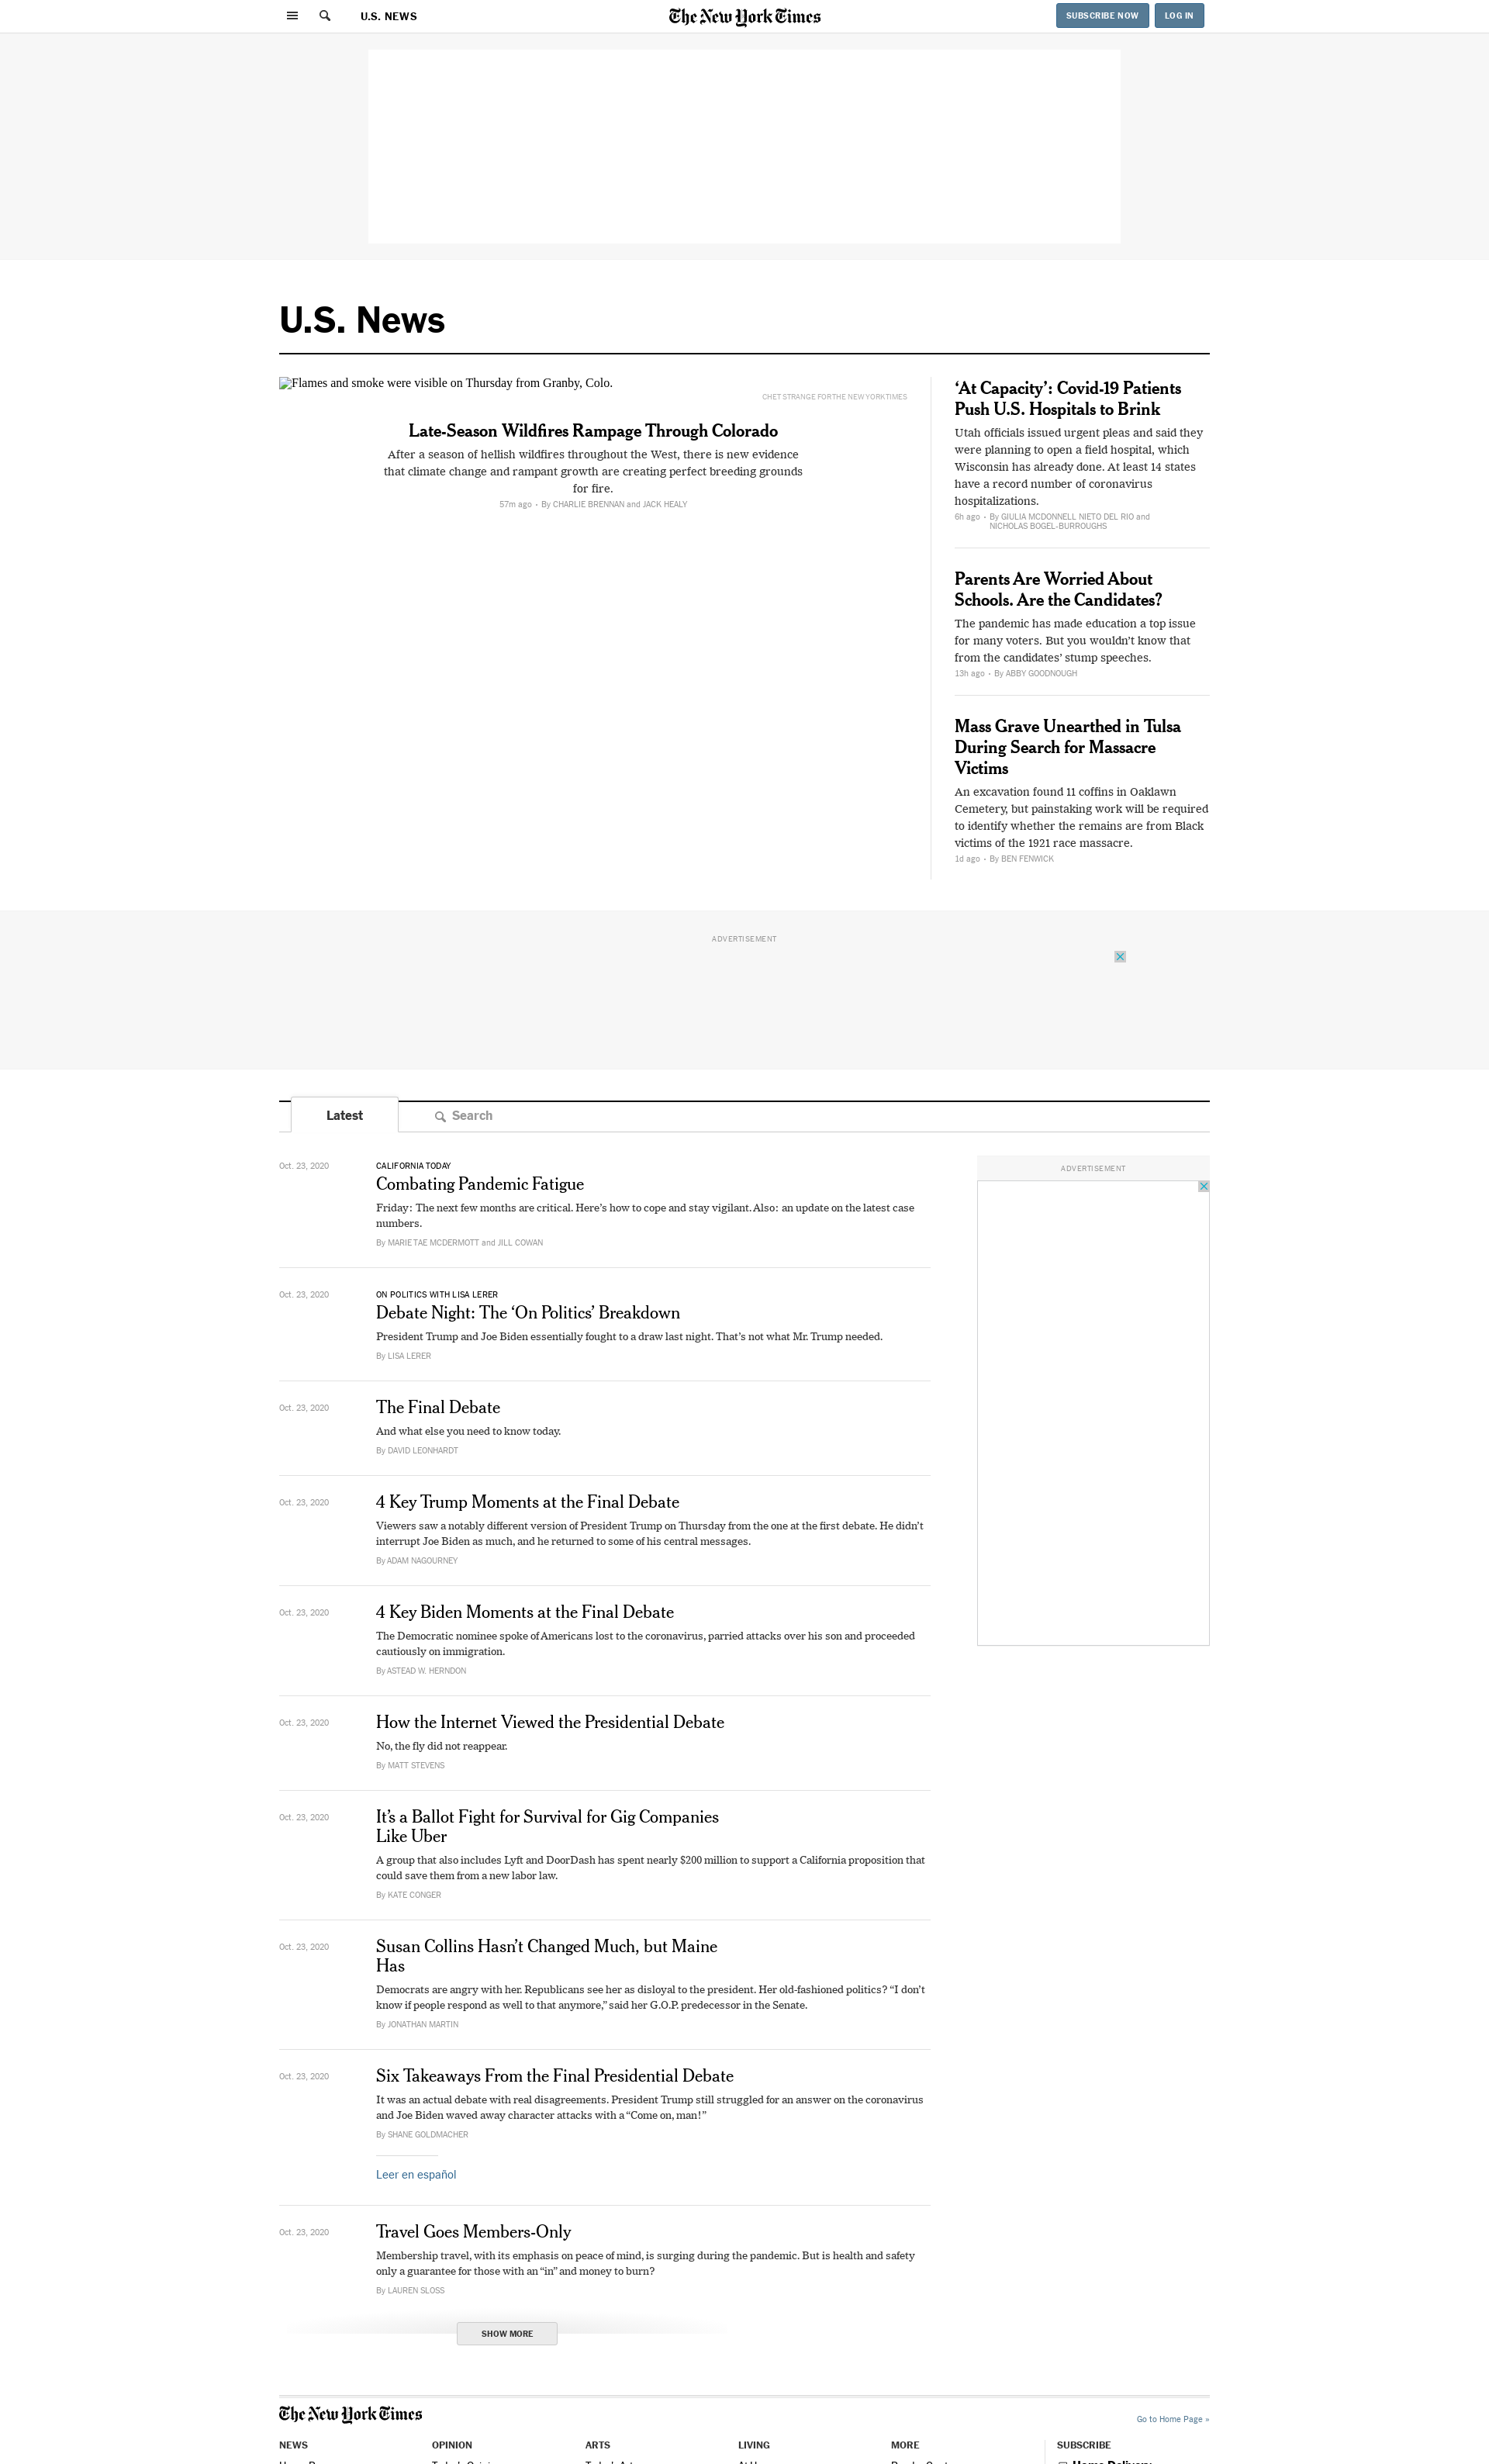 U.S. NEWS
The New York Times
SUBSCRIBE NOW
LOG IN
U.S. News
Flames and smoke were visible on Thursday from Granby, Colo.
CHET STRANGE FOR THE NEW YORK TIMES
Late-Season Wildfires Rampage Through Colorado
After a season of hellish wildfires throughout the West, there is new evidence
that climate change and rampant growth are creating perfect breeding grounds
for fire.
57m ago • By CHARLIE BRENNAN and JACK HEALY
‘At Capacity’: Covid-19 Patients
Push U.S. Hospitals to Brink
Utah officials issued urgent pleas and said they
were planning to open a field hospital, which
Wisconsin has already done. At least 14 states
have a record number of coronavirus
hospitalizations.
6h ago • By GIULIA MCDONNELL NIETO DEL RIO and
NICHOLAS BOGEL-BURROUGHS
Parents Are Worried About
Schools. Are the Candidates?
The pandemic has made education a top issue
for many voters. But you wouldn’t know that
from the candidates’ stump speeches.
13h ago • By ABBY GOODNOUGH
Mass Grave Unearthed in Tulsa
During Search for Massacre
Victims
An excavation found 11 coffins in Oaklawn
Cemetery, but painstaking work will be required
to identify whether the remains are from Black
victims of the 1921 race massacre.
1d ago • By BEN FENWICK
ADVERTISEMENT
Latest
Search
ADVERTISEMENT
Oct. 23, 2020
CALIFORNIA TODAY
Combating Pandemic Fatigue
Friday: The next few months are critical. Here’s how to cope and stay vigilant. Also: an update on the latest case
numbers.
By MARIE TAE MCDERMOTT and JILL COWAN
Oct. 23, 2020
ON POLITICS WITH LISA LERER
Debate Night: The ‘On Politics’ Breakdown
President Trump and Joe Biden essentially fought to a draw last night. That’s not what Mr. Trump needed.
By LISA LERER
Oct. 23, 2020
The Final Debate
And what else you need to know today.
By DAVID LEONHARDT
Oct. 23, 2020
4 Key Trump Moments at the Final Debate
Viewers saw a notably different version of President Trump on Thursday from the one at the first debate. He didn’t
interrupt Joe Biden as much, and he returned to some of his central messages.
By ADAM NAGOURNEY
Oct. 23, 2020
4 Key Biden Moments at the Final Debate
The Democratic nominee spoke of Americans lost to the coronavirus, parried attacks over his son and proceeded
cautiously on immigration.
By ASTEAD W. HERNDON
Oct. 23, 2020
How the Internet Viewed the Presidential Debate
No, the fly did not reappear.
By MATT STEVENS
Oct. 23, 2020
It’s a Ballot Fight for Survival for Gig Companies
Like Uber
A group that also includes Lyft and DoorDash has spent nearly $200 million to support a California proposition that
could save them from a new labor law.
By KATE CONGER
Oct. 23, 2020
Susan Collins Hasn’t Changed Much, but Maine
Has
Democrats are angry with her. Republicans see her as disloyal to the president. Her old-fashioned politics? “I don’t
know if people respond as well to that anymore,” said her G.O.P. predecessor in the Senate.
By JONATHAN MARTIN
Oct. 23, 2020
Six Takeaways From the Final Presidential Debate
It was an actual debate with real disagreements. President Trump still struggled for an answer on the coronavirus
and Joe Biden waved away character attacks with a “Come on, man!”
By SHANE GOLDMACHER
Leer en español
Oct. 23, 2020
Travel Goes Members-Only
Membership travel, with its emphasis on peace of mind, is surging during the pandemic. But is health and safety
only a guarantee for those with an “in” and money to burn?
By LAUREN SLOSS
SHOW MORE
The New York Times
Go to Home Page »
NEWS
OPINION
ARTS
LIVING
MORE
SUBSCRIBE